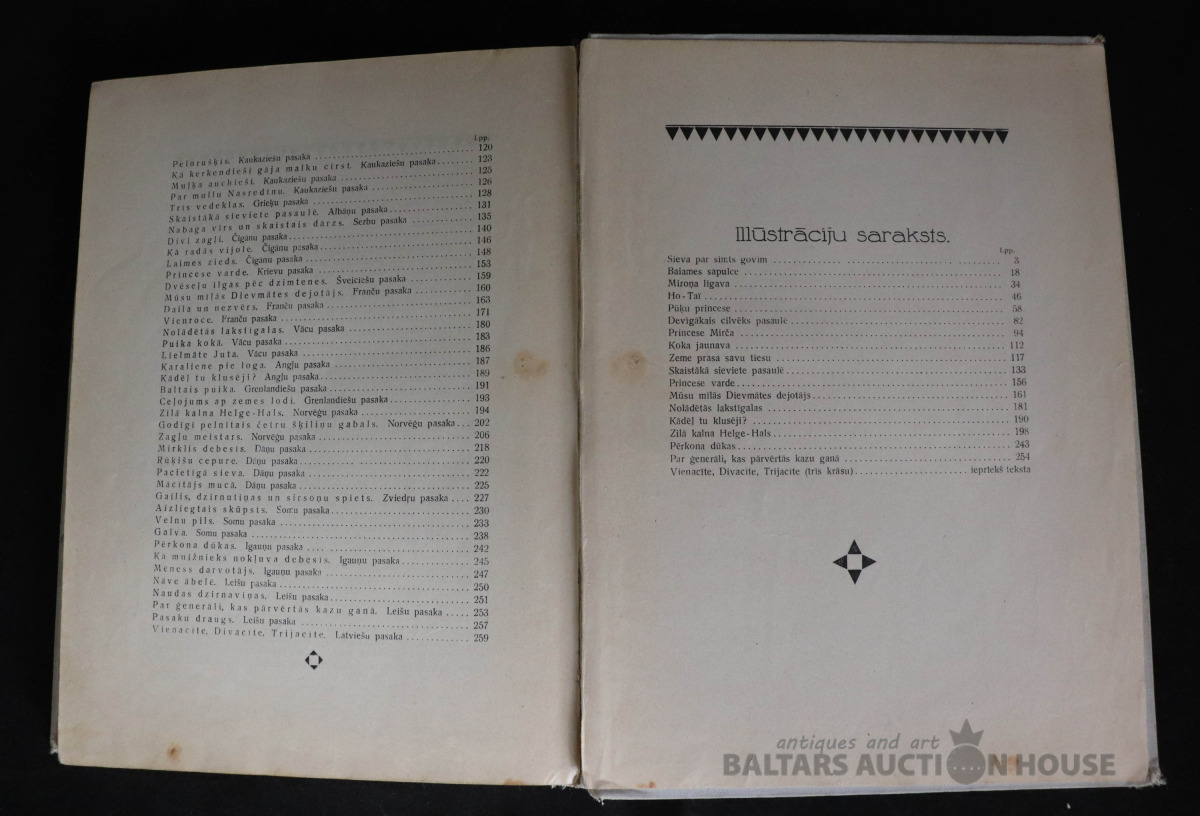 Lpp.
Pelnrušķis. Kaukaziešu pasaka 120
Kā kerkendieši gāja malku cirst. Kaukaziešu pasaka 123
Muļķa auchieši. Kaukaziešu pasaka 125
Par mullu Nasredinu. Kaukaziešu pasaka 126
Trīs vedeklas. Grieķu pasaka 128
Skaistākā sieviete pasaulē. Albāņu pasaka 131
Nabaga vīrs un skaistais dārzs. Serbu pasaka 135
Divi zagļi. Čigānu pasaka 140
Kā radās vijole. Čigānu pasaka 146
Laimes zieds. Čigānu pasaka 148
Princese varde. Krievu pasaka 153
Dvēseļu ilgas pēc dzimtenes. Šveiciešu pasaka 159
Mūsu mīļās Dievmātes dejotājs. Franču pasaka 160
Daiļa un nezvērs. Franču pasaka 163
Vienroce. Franču pasaka 171
Nolādētās lakstīgalas. Vācu pasaka 180
Puika kokā. Vācu pasaka 183
Lielmāte Juta. Vācu pasaka 186
Karaliene pie loga. Angļu pasaka 187
Kādēļ tu klusēji? Angļu pasaka 189
Baltais puika. Grenlandiešu pasaka 191
Ceļojums ap zemes lodi. Grenlandiešu pasaka 193
Zilā kalna Helge-Hals. Norvēģu pasaka 194
Godīgi pelnītais četru šķiliņu gabals. Norvēģu pasaka 202
Zagļu meistars. Norvēģu pasaka 206
Mirklis debesīs. Dāņu pasaka 218
Rūķīšu cepure. Dāņu pasaka 220
Pacietīgā sieva. Dāņu pasaka 222
Mācītājs mucā. Dāņu pasaka 225
Gailis, dzirnutiņas un sirsoņu spiets. Zviedru pasaka 227
Aizliegtais skūpsts. Somu pasaka 230
Velnu pils. Somu pasaka 233
Galva. Somu pasaka 238
Pērkona dūkas. Igauņu pasaka 242
Kā muižnieks nokļuva debesīs. Igauņu pasaka 245
Mēness darvotājs. Igauņu pasaka 247
Nāve ābelē. Leišu pasaka 250
Naudas dzirnaviņas. Leišu pasaka 251
Par ģenerāli, kas pārvērtās kazu ganā. Leišu pasaka 253
Pasaku draugs. Leišu pasaka 257
Vienacīte, Divacīte, Trijacīte. Latviešu pasaka 259
Illūstrāciju saraksts.
Lpp.
Sieva par simts govīm 3
Balames sapulce 18
Miroņa līgava 34
Ho-Taī 46
Pūķu princese 58
Devīgākais cilvēks pasaulē 82
Princese Mirča 94
Koka jaunava 112
Zeme prasa savu tiesu 117
Skaistākā sieviete pasaulē 133
Princese varde 156
Mūsu mīļās Dievmātes dejotājs 161
Nolādētās lakstīgalas 181
Kādēļ tu klusēji? 190
Zilā kalna Helge-Hals 198
Pērkona dūkas 243
Par ģenerāli, kas pārvērtās kazu ganā 254
Vienacīte, Divacīte, Trijacīte (trīs krāsu) iepriekš teksta
antiques and art
BALTARS AUCTION HOUSE